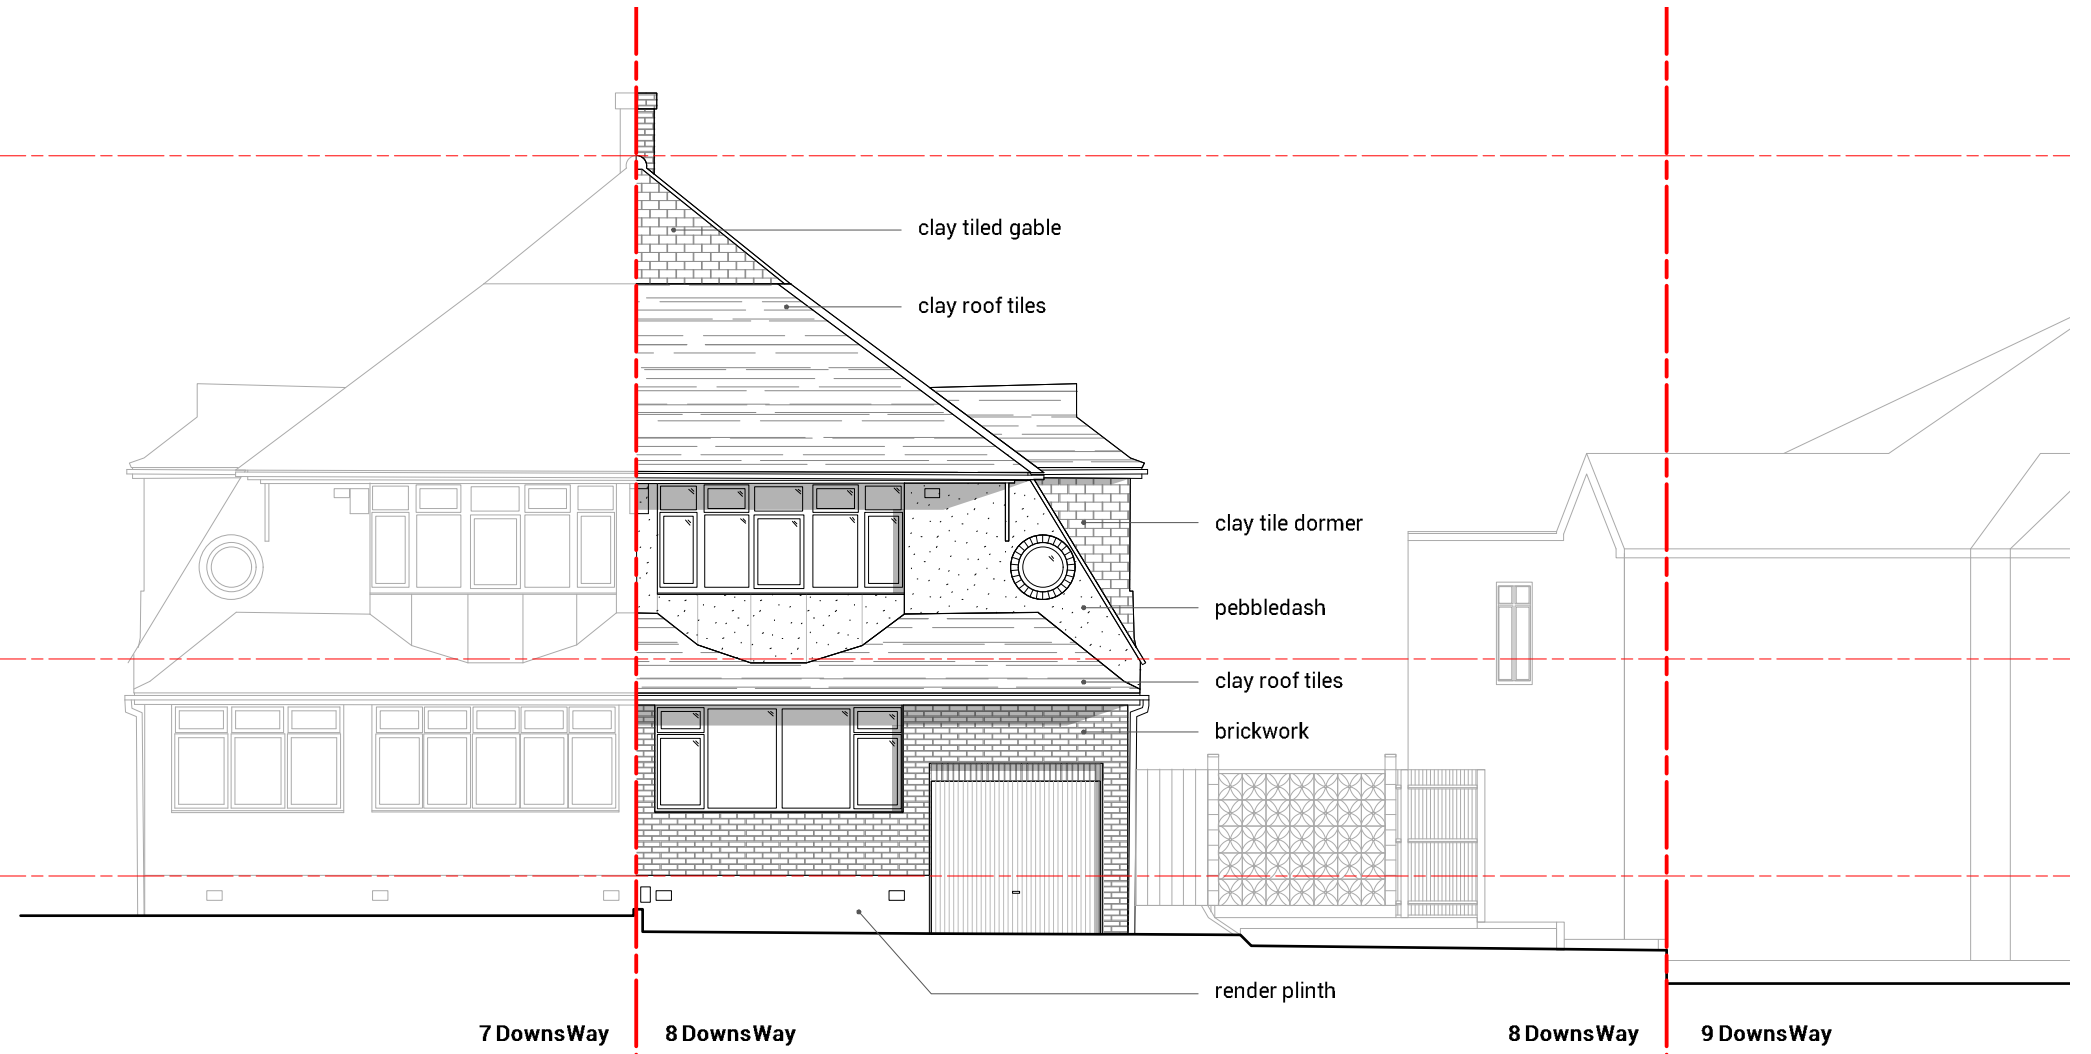 clay tiled gable
clay roof tiles
clay tile dormer
pebbledash
clay roof tiles
brickwork
render plinth
7 DownsWay
8 DownsWay
8 DownsWay
9 DownsWay